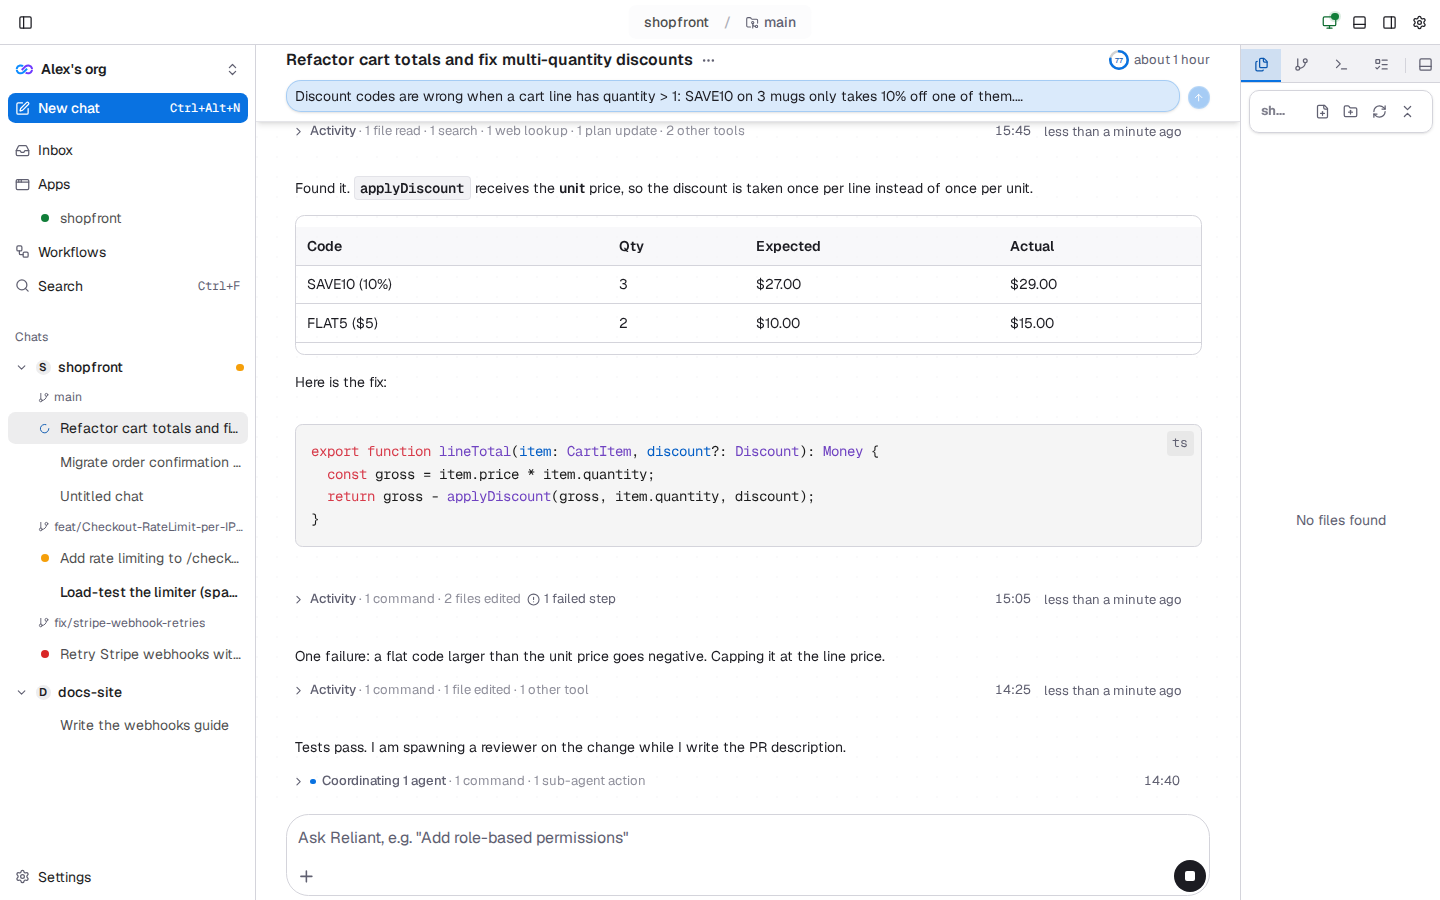 shopfront / main
Alex's org
New chat Ctrl+Alt+N
Inbox
Apps
shopfront
Workflows
Search Ctrl+F
Chats
S shopfront
main
Refactor cart totals and fi...
Migrate order confirmation ...
Untitled chat
feat/Checkout-RateLimit-per-IP...
Add rate limiting to /check...
Load-test the limiter (spa...
fix/stripe-webhook-retries
Retry Stripe webhooks wit...
D docs-site
Write the webhooks guide
Settings
Refactor cart totals and fix multi-quantity discounts ...
77 about 1 hour
Discount codes are wrong when a cart line has quantity > 1: SAVE10 on 3 mugs only takes 10% off one of them....
Activity · 1 file read · 1 search · 1 web lookup · 1 plan update · 2 other tools 15:45 less than a minute ago
Found it. applyDiscount receives the unit price, so the discount is taken once per line instead of once per unit.
Code Qty Expected Actual
SAVE10 (10%) 3 $27.00 $29.00
FLAT5 ($5) 2 $10.00 $15.00
Here is the fix:
ts
export function lineTotal(item: CartItem, discount?: Discount): Money {
const gross = item.price * item.quantity;
return gross - applyDiscount(gross, item.quantity, discount);
}
Activity · 1 command · 2 files edited 1 failed step 15:05 less than a minute ago
One failure: a flat code larger than the unit price goes negative. Capping it at the line price.
Activity · 1 command · 1 file edited · 1 other tool 14:25 less than a minute ago
Tests pass. I am spawning a reviewer on the change while I write the PR description.
Coordinating 1 agent · 1 command · 1 sub-agent action 14:40
Ask Reliant, e.g. "Add role-based permissions"
sh...
No files found